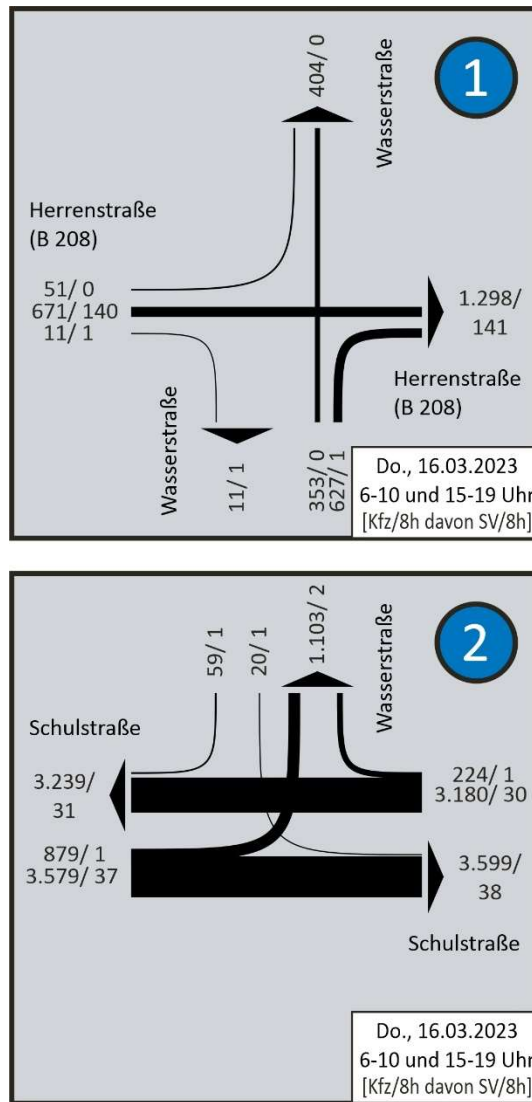 1
404/ 0
Wasserstraße
Herrenstraße
(B 208)
51/ 0
671/ 140
11/ 1
1.298/
141
Herrenstraße
(B 208)
Wasserstraße
11/ 1
353/ 0
627/ 1
Do., 16.03.2023
6-10 und 15-19 Uhr
[Kfz/8h davon SV/8h]
2
59/ 1
20/ 1
1.103/ 2
Wasserstraße
Schulstraße
3.239/
31
224/ 1
3.180/ 30
879/ 1
3.579/ 37
3.599/
38
Schulstraße
Do., 16.03.2023
6-10 und 15-19 Uhr
[Kfz/8h davon SV/8h]